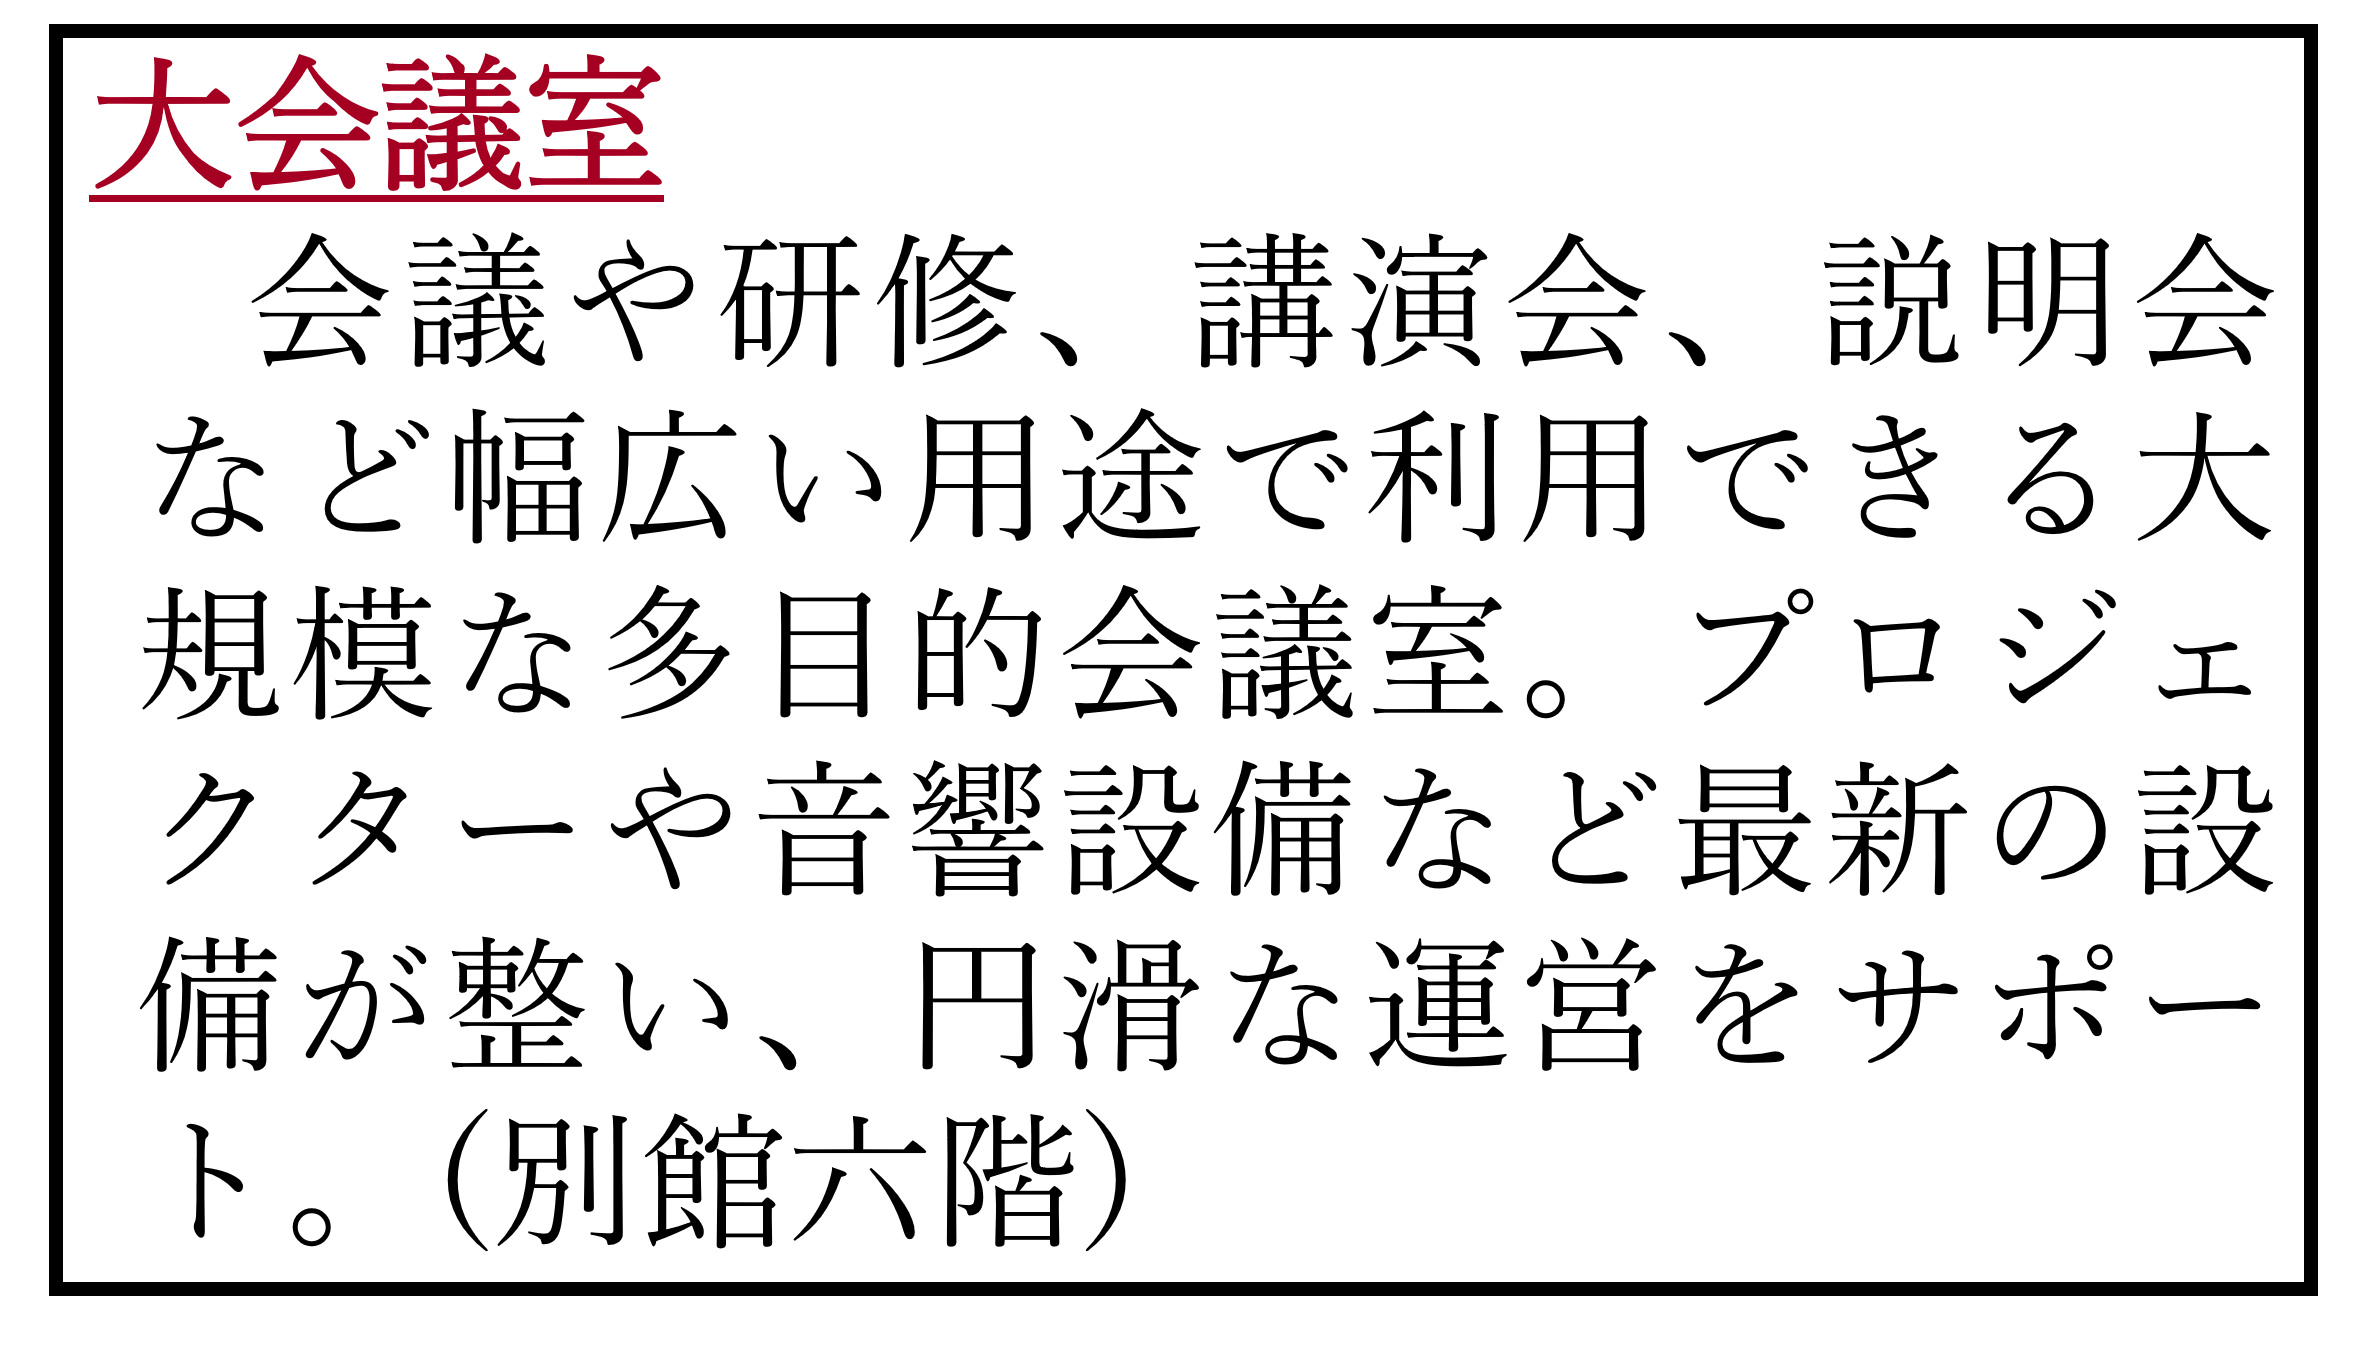 大会議室
会議や研修、講演会、説明会
など幅広い用途で利用できる大
規模な多目的会議室。プロジェ
クターや音響設備など最新の設
備が整い、円滑な運営をサポー
ト。（別館六階）